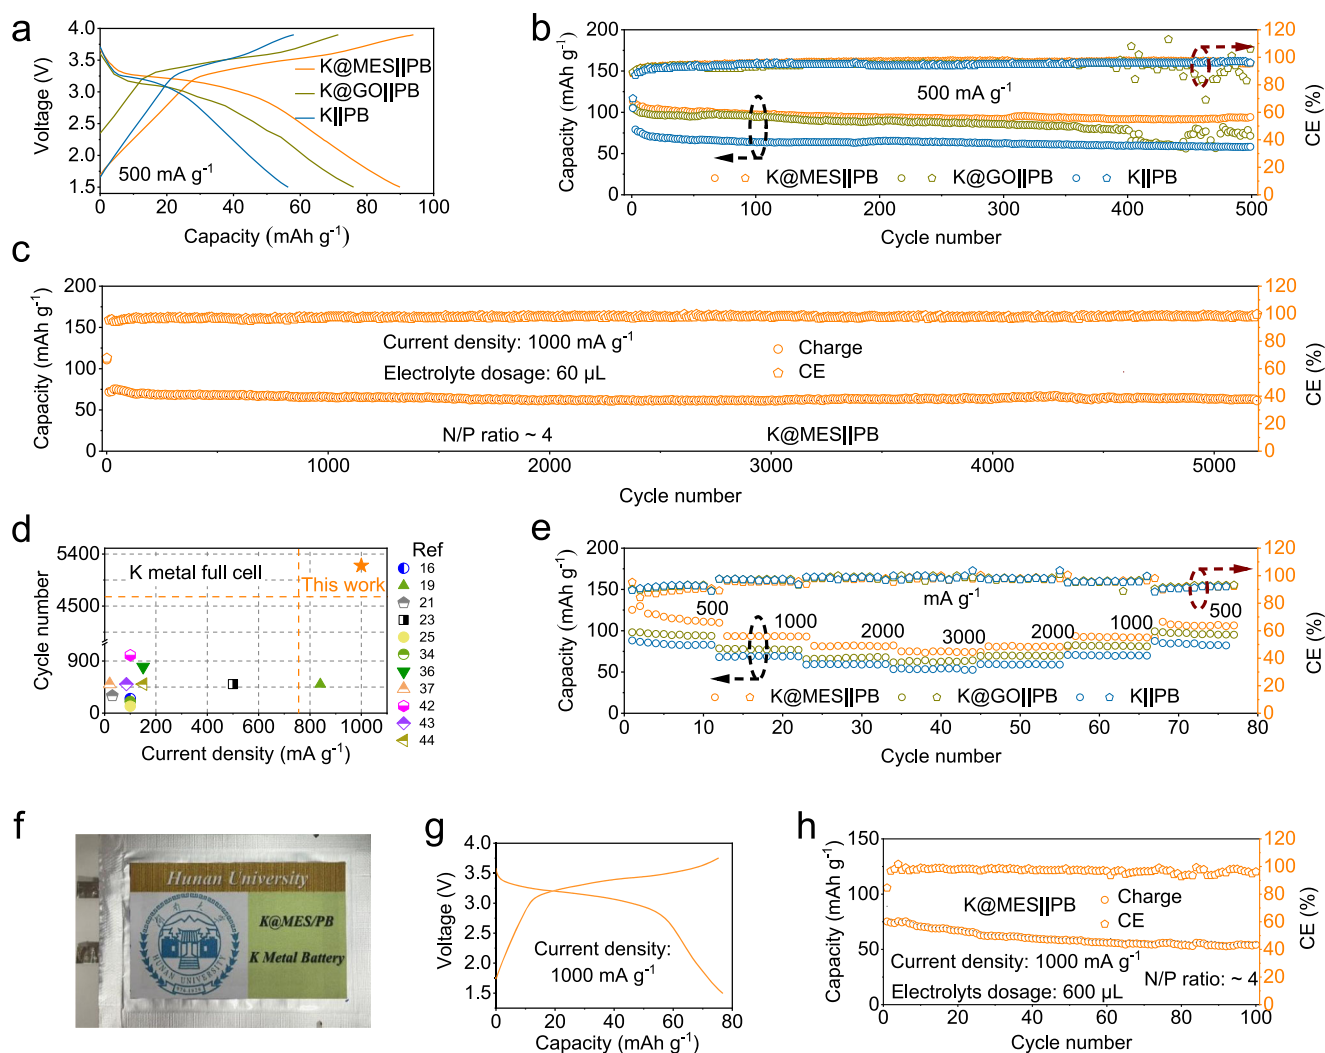 a
Voltage (V)
4.0
3.5
3.0
2.5
2.0
1.5
K@MES||PB
K@GO||PB
K||PB
500 mA g⁻¹
0 20 40 60 80 100
Capacity (mAh g⁻¹)
b
Capacity (mAh g⁻¹)
200
150
100
50
0
500 mA g⁻¹
K@MES||PB K@GO||PB K||PB
0 100 200 300 400 500
Cycle number
120
100
80
60
40
20
0
CE (%)
c
Capacity (mAh g⁻¹)
200
150
100
50
0
Current density: 1000 mA g⁻¹
Electrolyte dosage: 60 µL
Charge
CE
N/P ratio ~ 4
K@MES||PB
0 1000 2000 3000 4000 5000
Cycle number
120
100
80
60
40
20
0
CE (%)
d
Cycle number
5400
4500
900
0
K metal full cell
This work
0 200 400 600 800 1000
Current density (mA g⁻¹)
Ref
16
19
21
23
25
34
36
37
42
43
44
e
Capacity (mAh g⁻¹)
200
150
100
50
0
mA g⁻¹
500 1000 2000 3000 2000 1000 500
K@MES||PB K@GO||PB K||PB
0 10 20 30 40 50 60 70 80
Cycle number
120
100
80
60
40
20
0
CE (%)
f
Hunan University
K@MES/PB
K Metal Battery
HUNAN UNIVERSITY
g
Voltage (V)
4.0
3.5
3.0
2.5
2.0
1.5
Current density:
1000 mA g⁻¹
0 20 40 60 80
Capacity (mAh g⁻¹)
h
Capacity (mAh g⁻¹)
150
100
50
0
K@MES||PB
Charge
CE
Current density: 1000 mA g⁻¹
N/P ratio: ~ 4
Electrolyts dosage: 600 µL
0 20 40 60 80 100
Cycle number
120
100
80
60
40
20
0
CE (%)